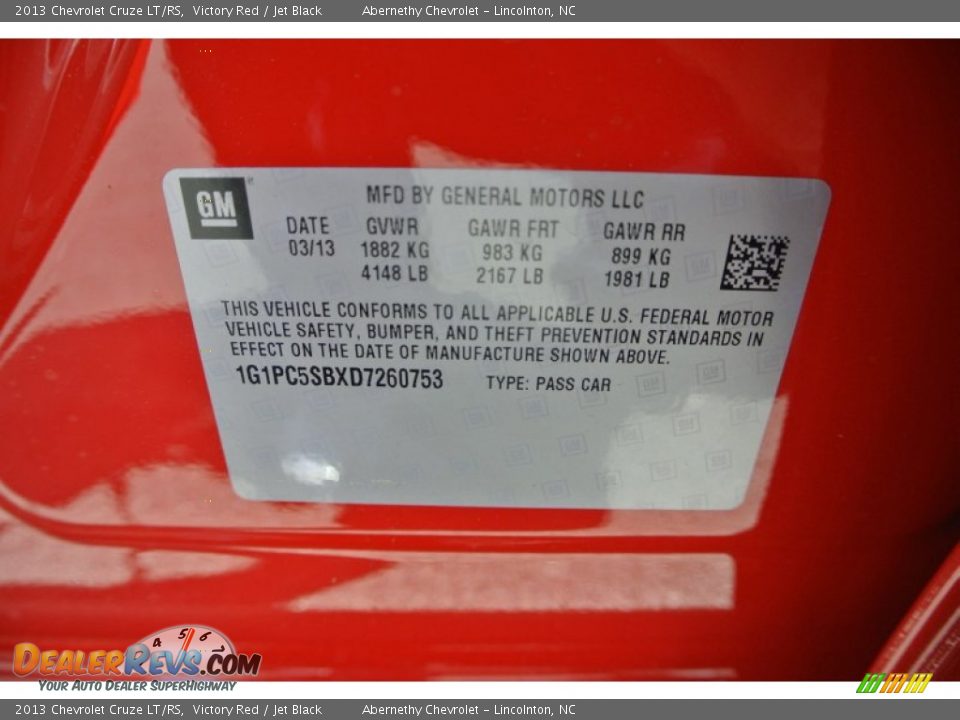 2013 Chevrolet Cruze LT/RS, Victory Red / Jet Black Abernethy Chevrolet - Lincolnton, NC
GM
MFD BY GENERAL MOTORS LLC
DATE GVWR GAWR FRT GAWR RR
03/13 1882 KG 983 KG 899 KG
4148 LB 2167 LB 1981 LB
THIS VEHICLE CONFORMS TO ALL APPLICABLE U.S. FEDERAL MOTOR
VEHICLE SAFETY, BUMPER, AND THEFT PREVENTION STANDARDS IN
EFFECT ON THE DATE OF MANUFACTURE SHOWN ABOVE.
1G1PC5SBXD7260753 TYPE: PASS CAR
4 5 6
DEALERREVS.COM
YOUR AUTO DEALER SUPERHIGHWAY
2013 Chevrolet Cruze LT/RS, Victory Red / Jet Black Abernethy Chevrolet - Lincolnton, NC